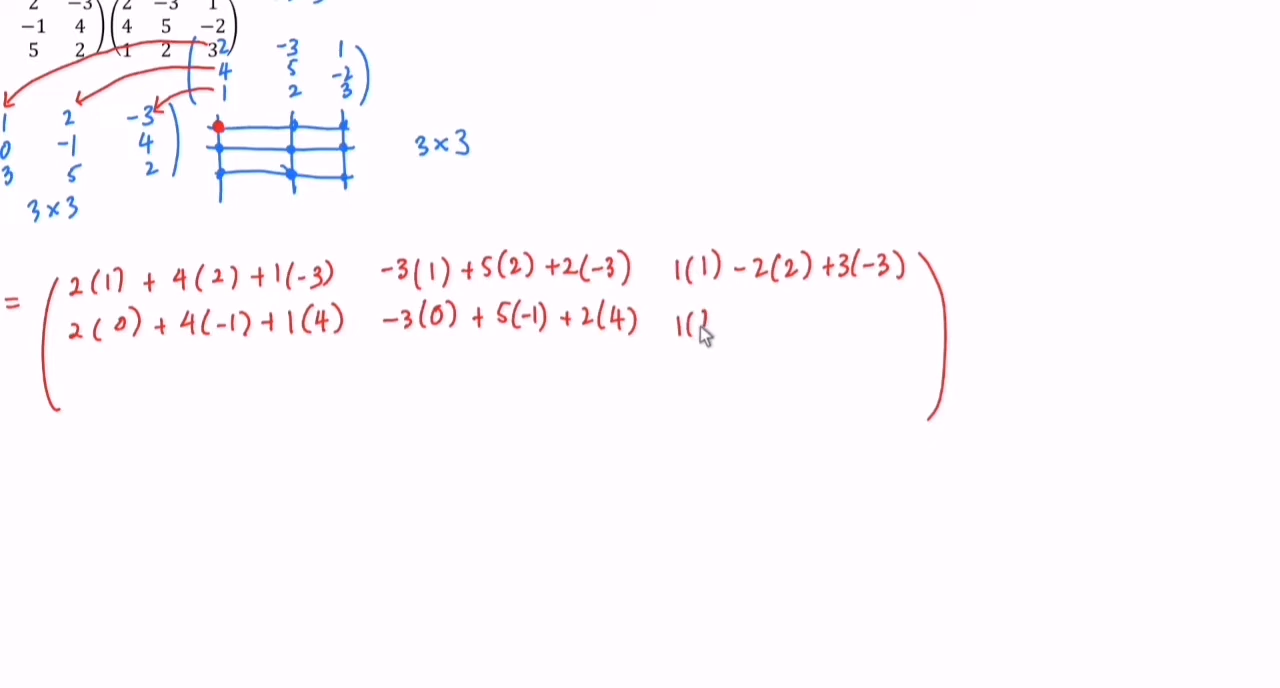 2 -3 2 -3 1
-1 4 4 5 -2
5 2 1 2 3
2 -3 1
4 5 -2
1 2 3
1 2 -3
0 -1 4
3 5 2
3 × 3
3 × 3
= 2(1) + 4(2) + 1(-3) -3(1) + 5(2) + 2(-3) 1(1) - 2(2) + 3(-3)
2(0) + 4(-1) + 1(4) -3(0) + 5(-1) + 2(4) 1(